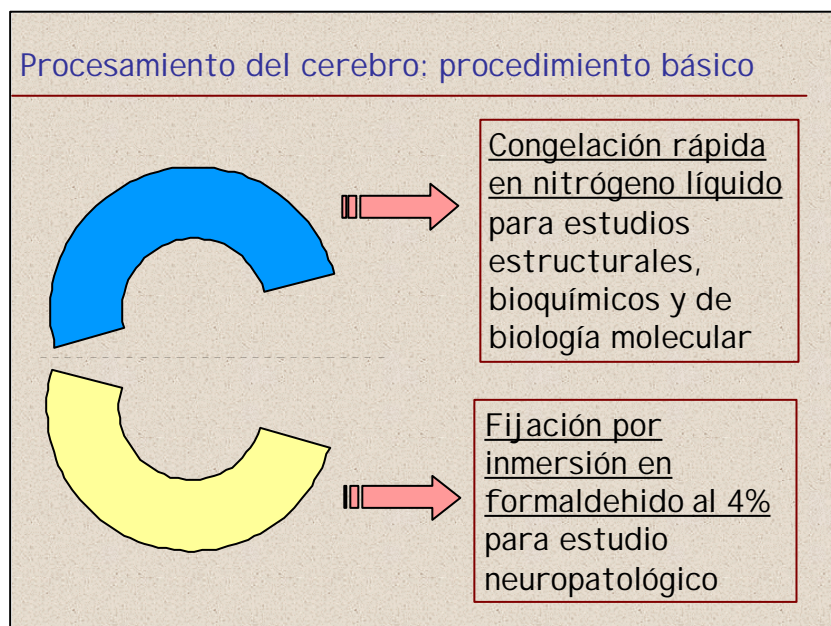 Procesamiento del cerebro: procedimiento básico
Congelación rápida
en nitrógeno líquido
para estudios
estructurales,
bioquímicos y de
biología molecular
Fijación por
inmersión en
formaldehido al 4%
para estudio
neuropatológico